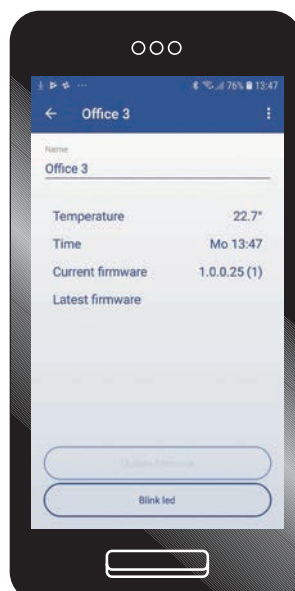 76% 13:47
Office 3
Name
Office 3
Temperature 22.7°
Time Mo 13:47
Current firmware 1.0.0.25 (1)
Latest firmware
Update firmware
Blink led